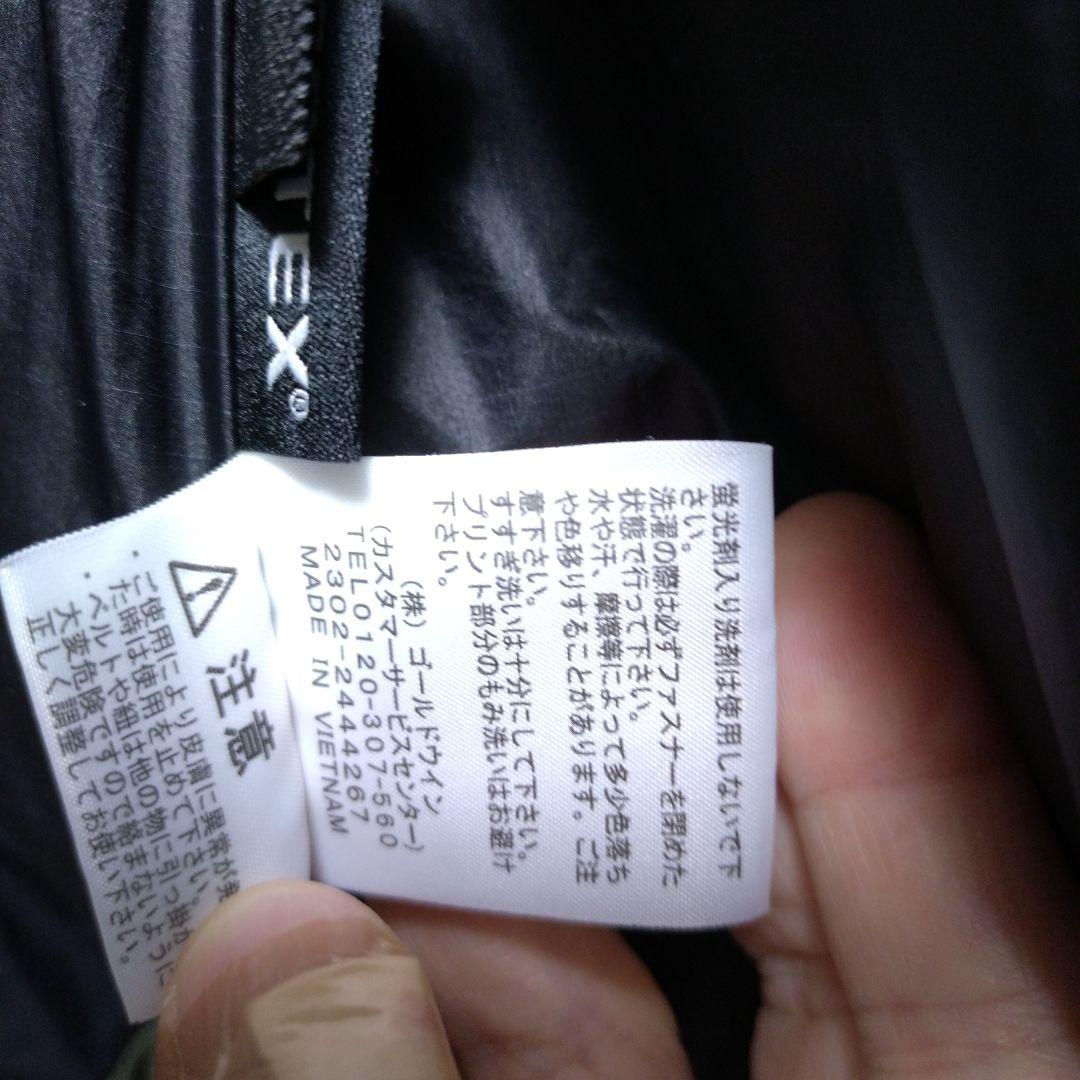 TEX®
蛍光剤入り洗剤は使用しないで下
さい。
洗濯の際は必ずファスナーを閉めた
状態で行って下さい。
水や汗、摩擦等によって多少色落ち
や色移りすることがあります。ご注
意下さい。
すすぎ洗いは十分にして下さい。
プリント部分のもみ洗いはお避け
下さい。
(株)ゴールドウイン
(カスタマーサービスセンター)
TEL0120-307-560
2302-2444267
MADE IN VIETNAM
注意
・ご使用により皮膚に異常が発
た時は使用を止めて下さい。
・ベルトや紐は他の物に引っ掛か
大変危険ですので絡まないように
正しく調整してお使い下さい。